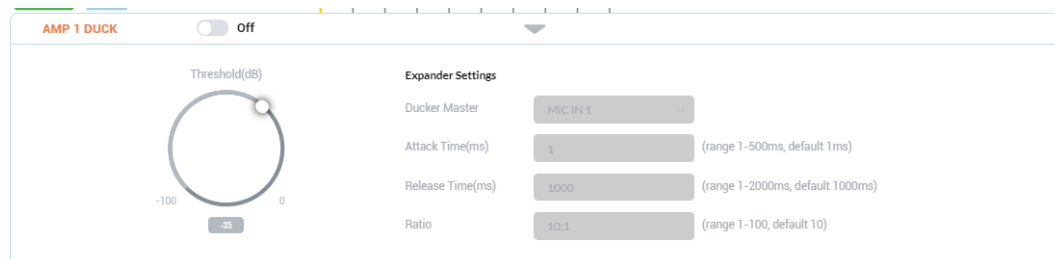 AMP 1 DUCK Off
Threshold(dB)
-100 0
-35
Expander Settings
Ducker Master MIC IN 1
Attack Time(ms) 1 (range 1-500ms, default 1ms)
Release Time(ms) 1000 (range 1-2000ms, default 1000ms)
Ratio 10:1 (range 1-100, default 10)